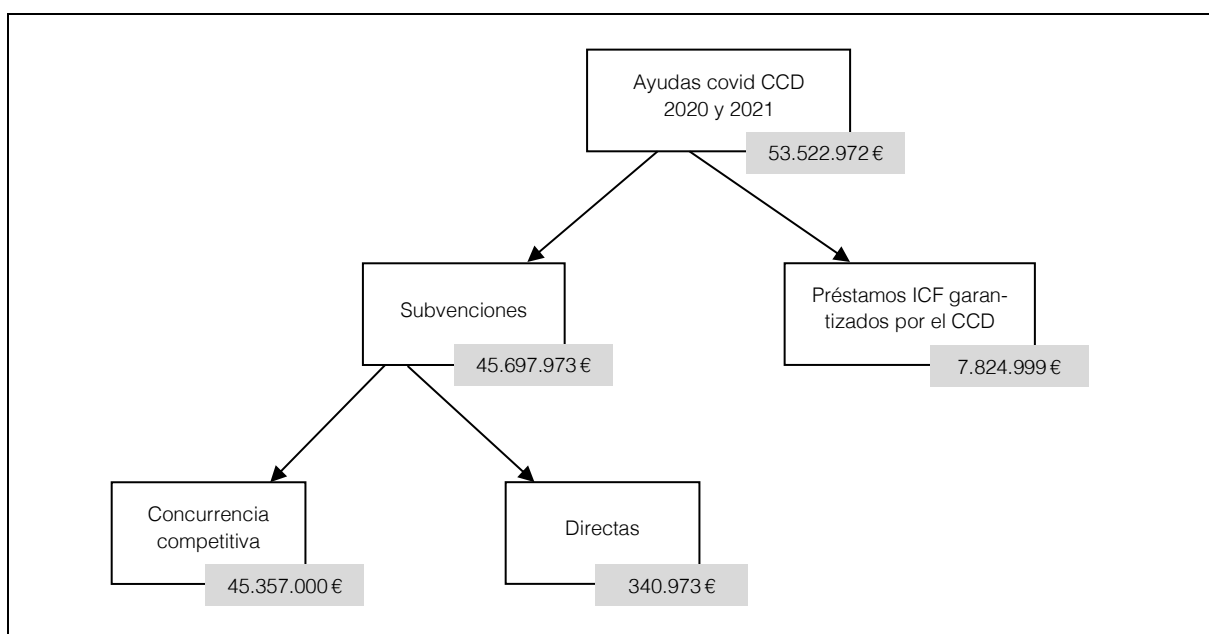 Ayudas covid CCD
2020 y 2021
53.522.972 €
Subvenciones
45.697.973 €
Préstamos ICF garan-
tizados por el CCD
7.824.999 €
Concurrencia
competitiva
45.357.000 €
Directas
340.973 €